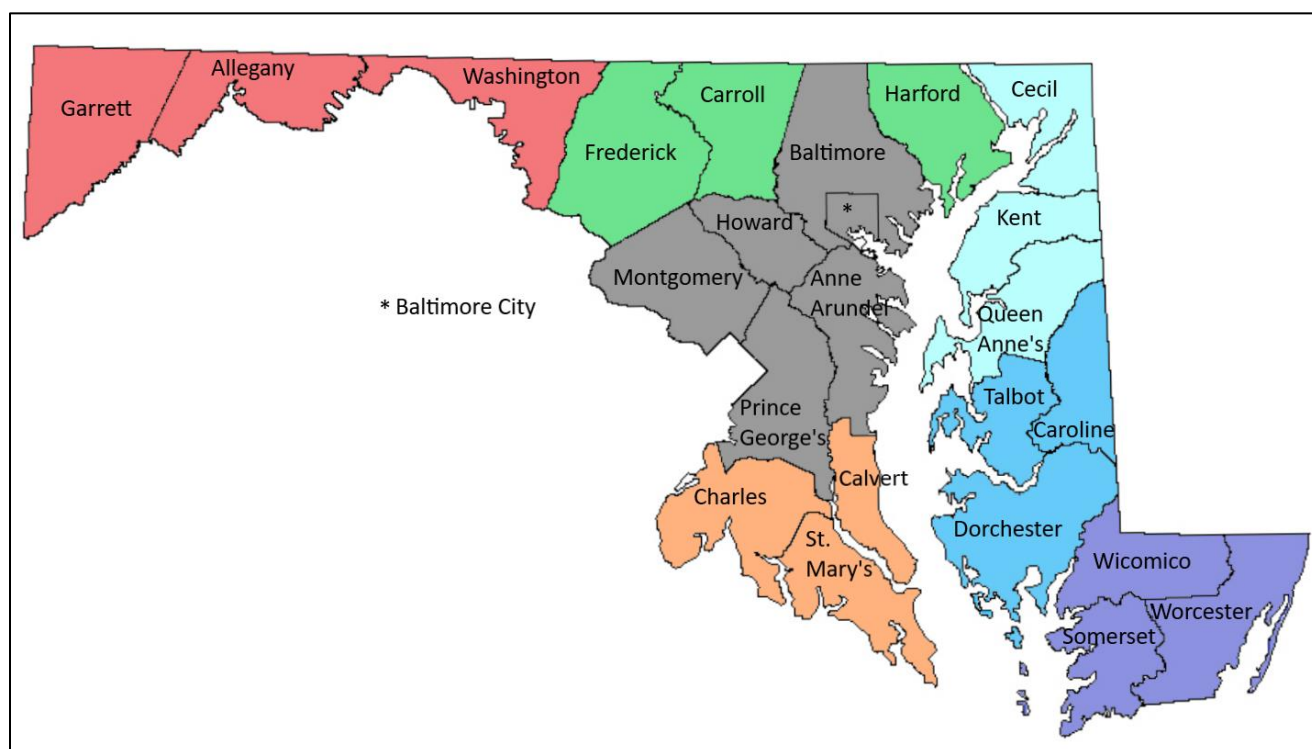 Garrett
Allegany
Washington
Frederick
Carroll
Baltimore
Harford
Cecil
*
Howard
Montgomery
Anne
Arundel
Kent
Queen
Anne's
* Baltimore City
Prince
George's
Talbot
Caroline
Charles
Calvert
St.
Mary's
Dorchester
Wicomico
Worcester
Somerset